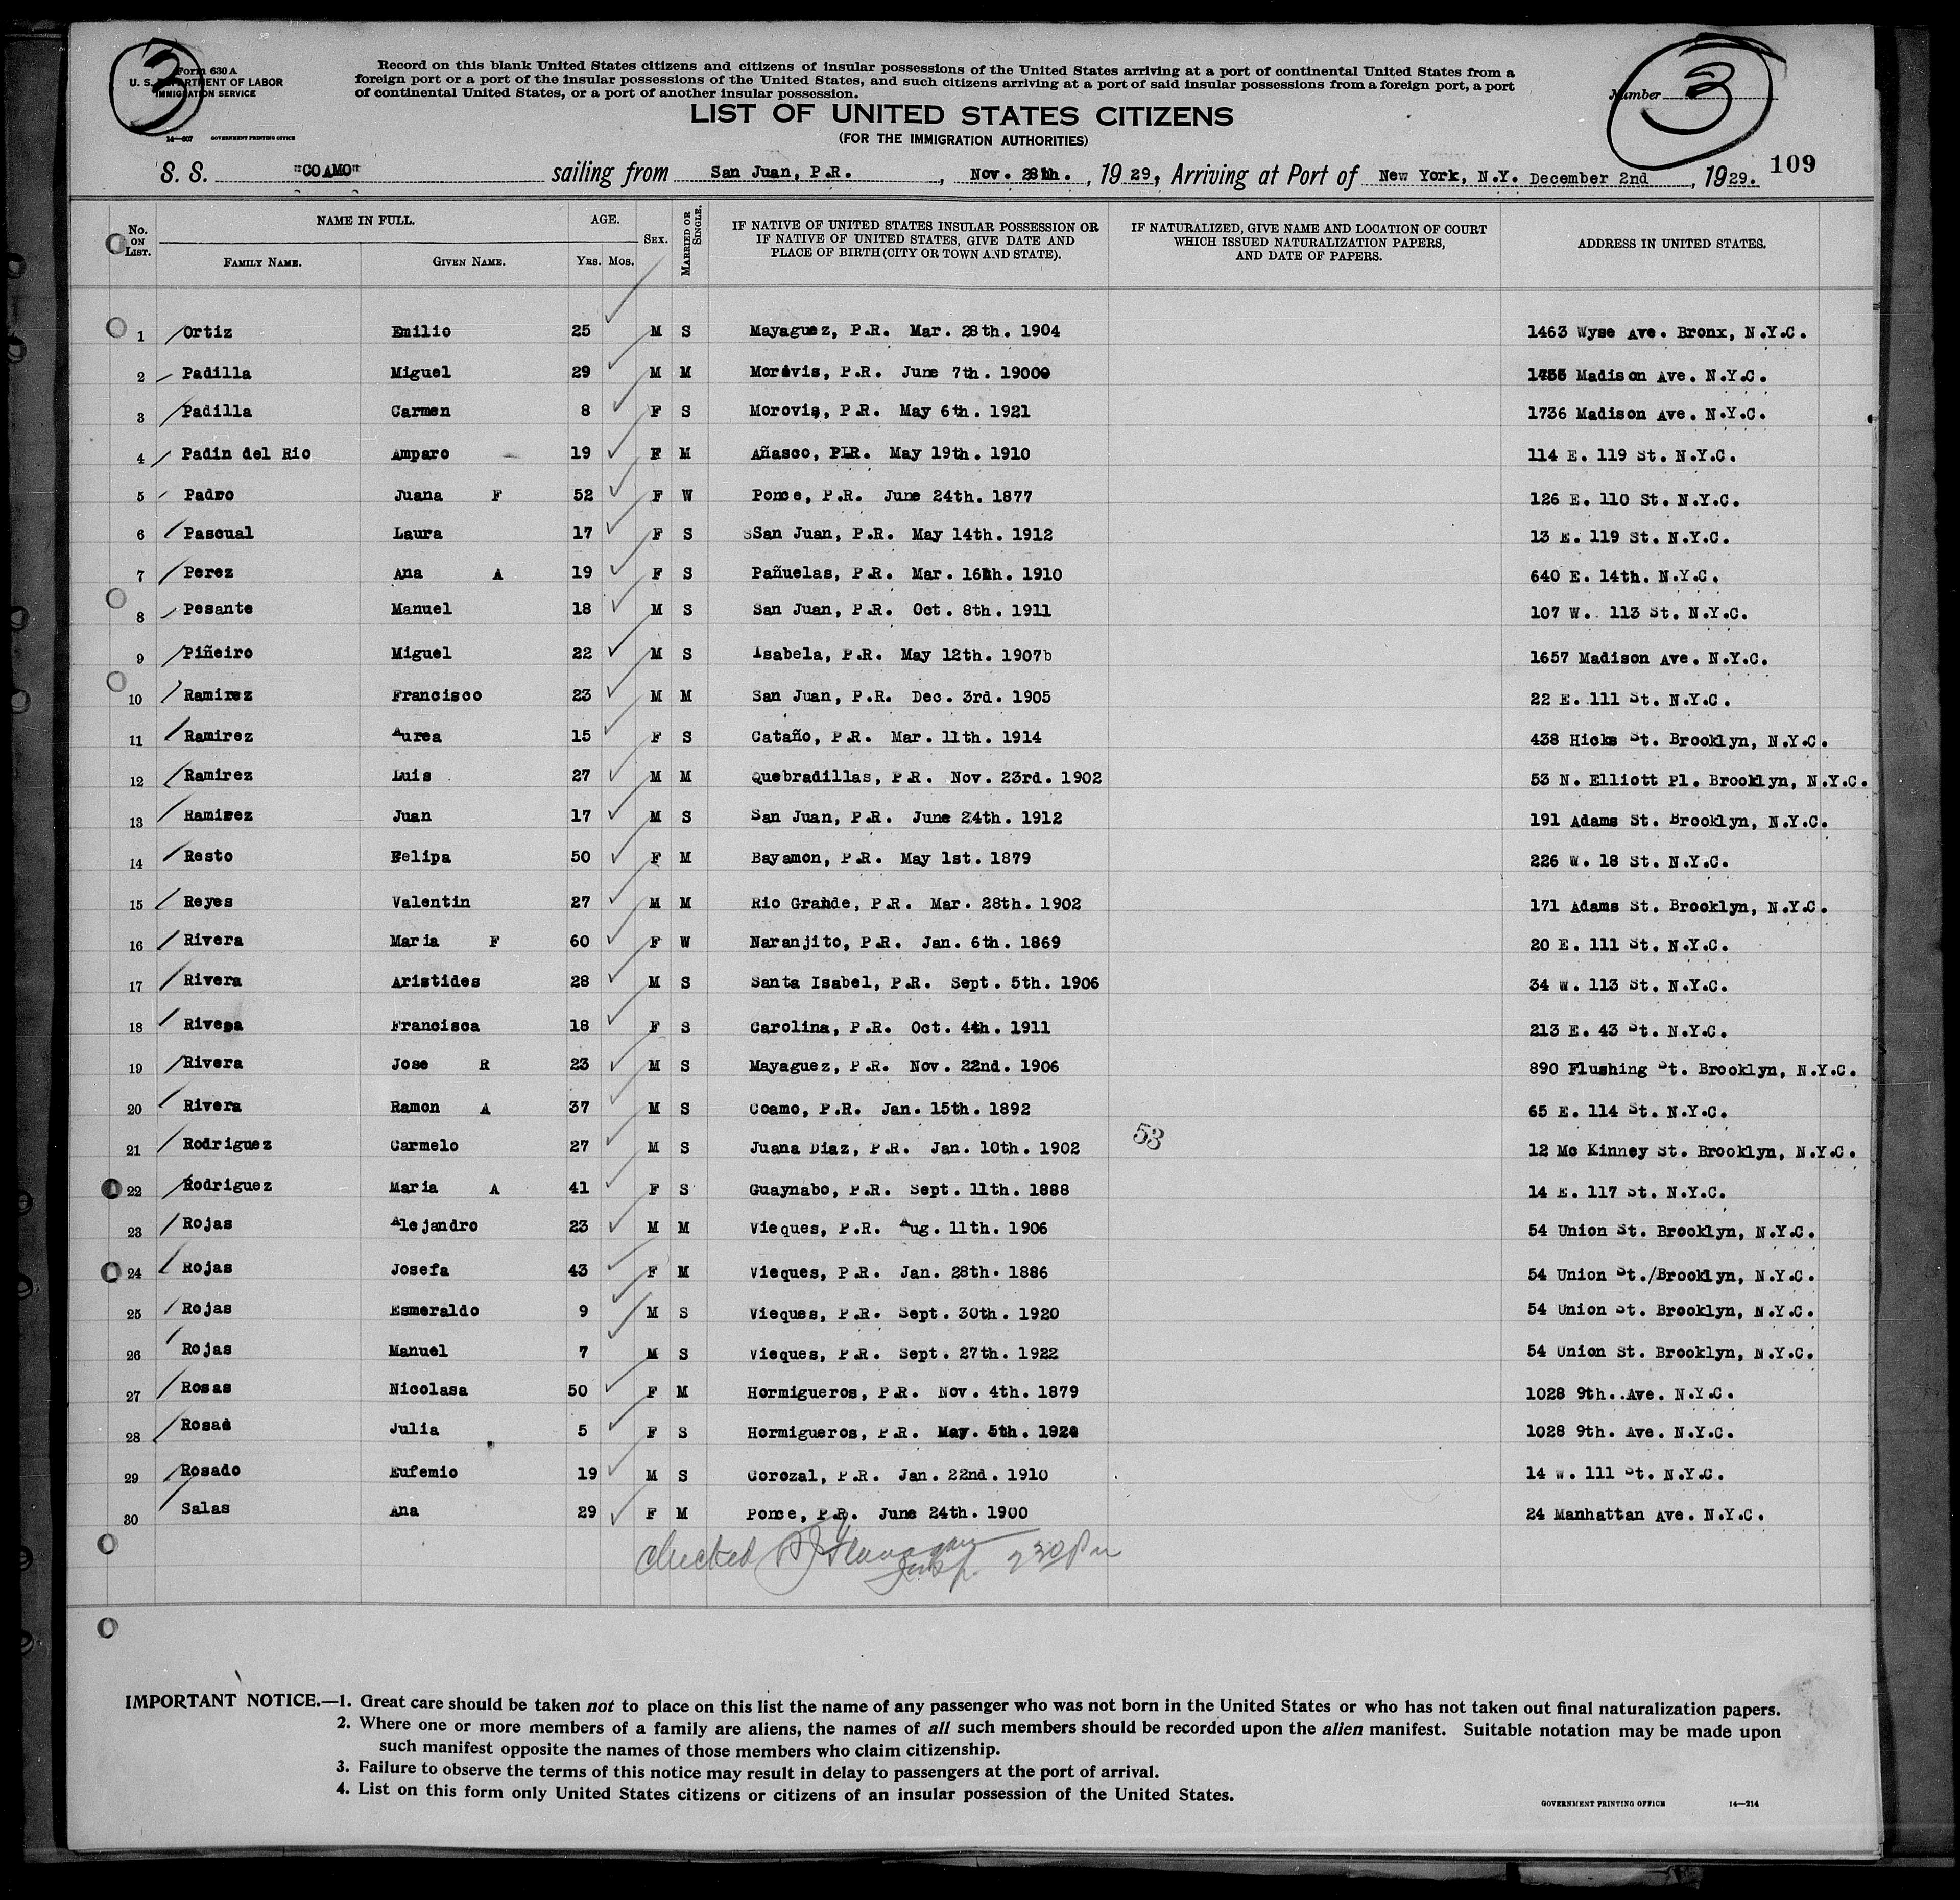 3
Form 630 A
U. S. DEPARTMENT OF LABOR
IMMIGRATION SERVICE
14—607 GOVERNMENT PRINTING OFFICE
Record on this blank United States citizens and citizens of insular possessions of the United States arriving at a port of continental United States from a
foreign port or a port of the insular possessions of the United States, and such citizens arriving at a port of said insular possessions from a foreign port, a port
of continental United States, or a port of another insular possession.
Number 3
LIST OF UNITED STATES CITIZENS
(FOR THE IMMIGRATION AUTHORITIES)
109
S. S. "COAMO" sailing from San Juan, P.R. , Nov. 28th. , 1929, Arriving at Port of New York, N.Y. December 2nd , 1929.
No. ON LIST. NAME IN FULL. FAMILY NAME. GIVEN NAME. AGE. YRS. MOS. SEX. MARRIED OR SINGLE. IF NATIVE OF UNITED STATES INSULAR POSSESSION OR IF NATIVE OF UNITED STATES, GIVE DATE AND PLACE OF BIRTH (CITY OR TOWN AND STATE). IF NATURALIZED, GIVE NAME AND LOCATION OF COURT WHICH ISSUED NATURALIZATION PAPERS, AND DATE OF PAPERS. ADDRESS IN UNITED STATES.
1 Ortiz Emilio 25 M S Mayaguez, P.R. Mar. 28th. 1904 1463 Wyse Ave. Bronx, N.Y.C.
2 Padilla Miguel 29 M M Morovis, P.R. June 7th. 19000 Madison Ave. N.Y.C.
3 Padilla Carmen 8 F S Morovis, P.R. May 6th. 1921 1736 Madison Ave. N.Y.C.
4 Padin del Rio Amparo 19 F M Añasco, PIR. May 19th. 1910 114 E. 119 St. N.Y.C.
5 Padro Juana F 52 F W Ponce, P.R. June 24th. 1877 126 E. 110 St. N.Y.C.
6 Pascual Laura 17 F S sSan Juan, P.R. May 14th. 1912 13 E. 119 St. N.Y.C.
7 Perez Ana A 19 F S Pañuelas, P.R. Mar. 16th. 1910 640 E. 14th. N.Y.C.
8 Pesante Manuel 18 M S San Juan, P.R. Oct. 8th. 1911 107 W. 113 St. N.Y.C.
9 Piñeiro Miguel 22 M S Isabela, P.R. May 12th. 1907b 1657 Madison Ave. N.Y.C.
10 Ramirez Francisco 23 M M San Juan, P.R. Dec. 3rd. 1905 22 E. 111 St. N.Y.C.
11 Ramirez Aurea 15 F S Cataño, P.R. Mar. 11th. 1914 438 Hicks St. Brooklyn, N.Y.C.
12 Ramirez Luis 27 M M Quebradillas, P.R. Nov. 23rd. 1902 53 N. Elliott Pl. Brooklyn, N.Y.C.
13 Ramirez Juan 17 M S San Juan, P.R. June 24th. 1912 191 Adams St. Brooklyn, N.Y.C.
14 Resto Felipa 50 F M Bayamon, P.R. May 1st. 1879 226 W. 18 St. N.Y.C.
15 Reyes Valentin 27 M M Rio Grande, P.R. Mar. 28th. 1902 171 Adams St. Brooklyn, N.Y.C.
16 Rivera Maria F 60 F W Naranjito, P.R. Jan. 6th. 1869 20 E. 111 St. N.Y.C.
17 Rivera Aristides 28 M S Santa Isabel, P.R. Sept. 5th. 1906 34 W. 113 St. N.Y.C.
18 Rivera Francisca 18 F S Carolina, P.R. Oct. 4th. 1911 213 E. 43 St. N.Y.C.
19 Rivera Jose R 23 M S Mayaguez, P.R. Nov. 22nd. 1906 890 Flushing St. Brooklyn, N.Y.C.
20 Rivera Ramon A 37 M S Coamo, P.R. Jan. 15th. 1892 65 E. 114 St. N.Y.C.
21 Rodriguez Carmelo 27 M S Juana Diaz, P.R. Jan. 10th. 1902 53 12 Mc Kinney St. Brooklyn, N.Y.C.
22 Rodriguez Maria A 41 F S Guaynabo, P.R. Sept. 11th. 1888 14 E. 117 St. N.Y.C.
23 Rojas Alejandro 23 M M Vieques, P.R. Aug. 11th. 1906 54 Union St. Brooklyn, N.Y.C.
24 Rojas Josefa 43 F M Vieques, P.R. Jan. 28th. 1886 54 Union St./Brooklyn, N.Y.C.
25 Rojas Esmeraldo 9 M S Vieques, P.R. Sept. 30th. 1920 54 Union St. Brooklyn, N.Y.C.
26 Rojas Manuel 7 M S Vieques, P.R. Sept. 27th. 1922 54 Union St. Brooklyn, N.Y.C.
27 Rosas Nicolasa 50 F M Hormigueros, P.R. Nov. 4th. 1879 1028 9th..Ave. N.Y.C.
28 Rosas Julia 5 F S Hormigueros, P.R. May. 5th. 1924 1028 9th. Ave. N.Y.C.
29 Rosado Eufemio 19 M S Corozal, P.R. Jan. 22nd. 1910 14 W. 111 St. N.Y.C.
30 Salas Ana 29 F M Ponce, P.R. June 24th. 1900 24 Manhattan Ave. N.Y.C.
checked Insp. 2 30 Pm
IMPORTANT NOTICE.—1. Great care should be taken not to place on this list the name of any passenger who was not born in the United States or who has not taken out final naturalization papers.
2. Where one or more members of a family are aliens, the names of all such members should be recorded upon the alien manifest. Suitable notation may be made upon
such manifest opposite the names of those members who claim citizenship.
3. Failure to observe the terms of this notice may result in delay to passengers at the port of arrival.
4. List on this form only United States citizens or citizens of an insular possession of the United States.
GOVERNMENT PRINTING OFFICE 14—214